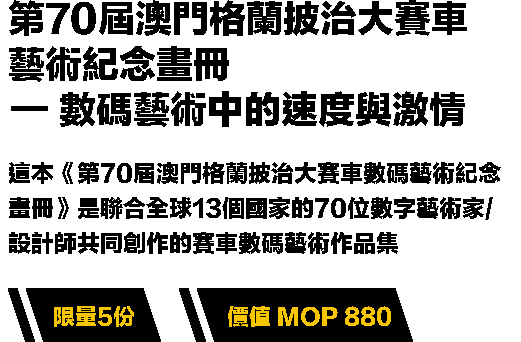 第70屆澳門格蘭披治大賽車
藝術紀念畫冊
— 數碼藝術中的速度與激情
這本《第70屆澳門格蘭披治大賽車數碼藝術紀念
畫冊》是聯合全球13個國家的70位數字藝術家/
設計師共同創作的賽車數碼藝術作品集
限量5份
價值 MOP 880